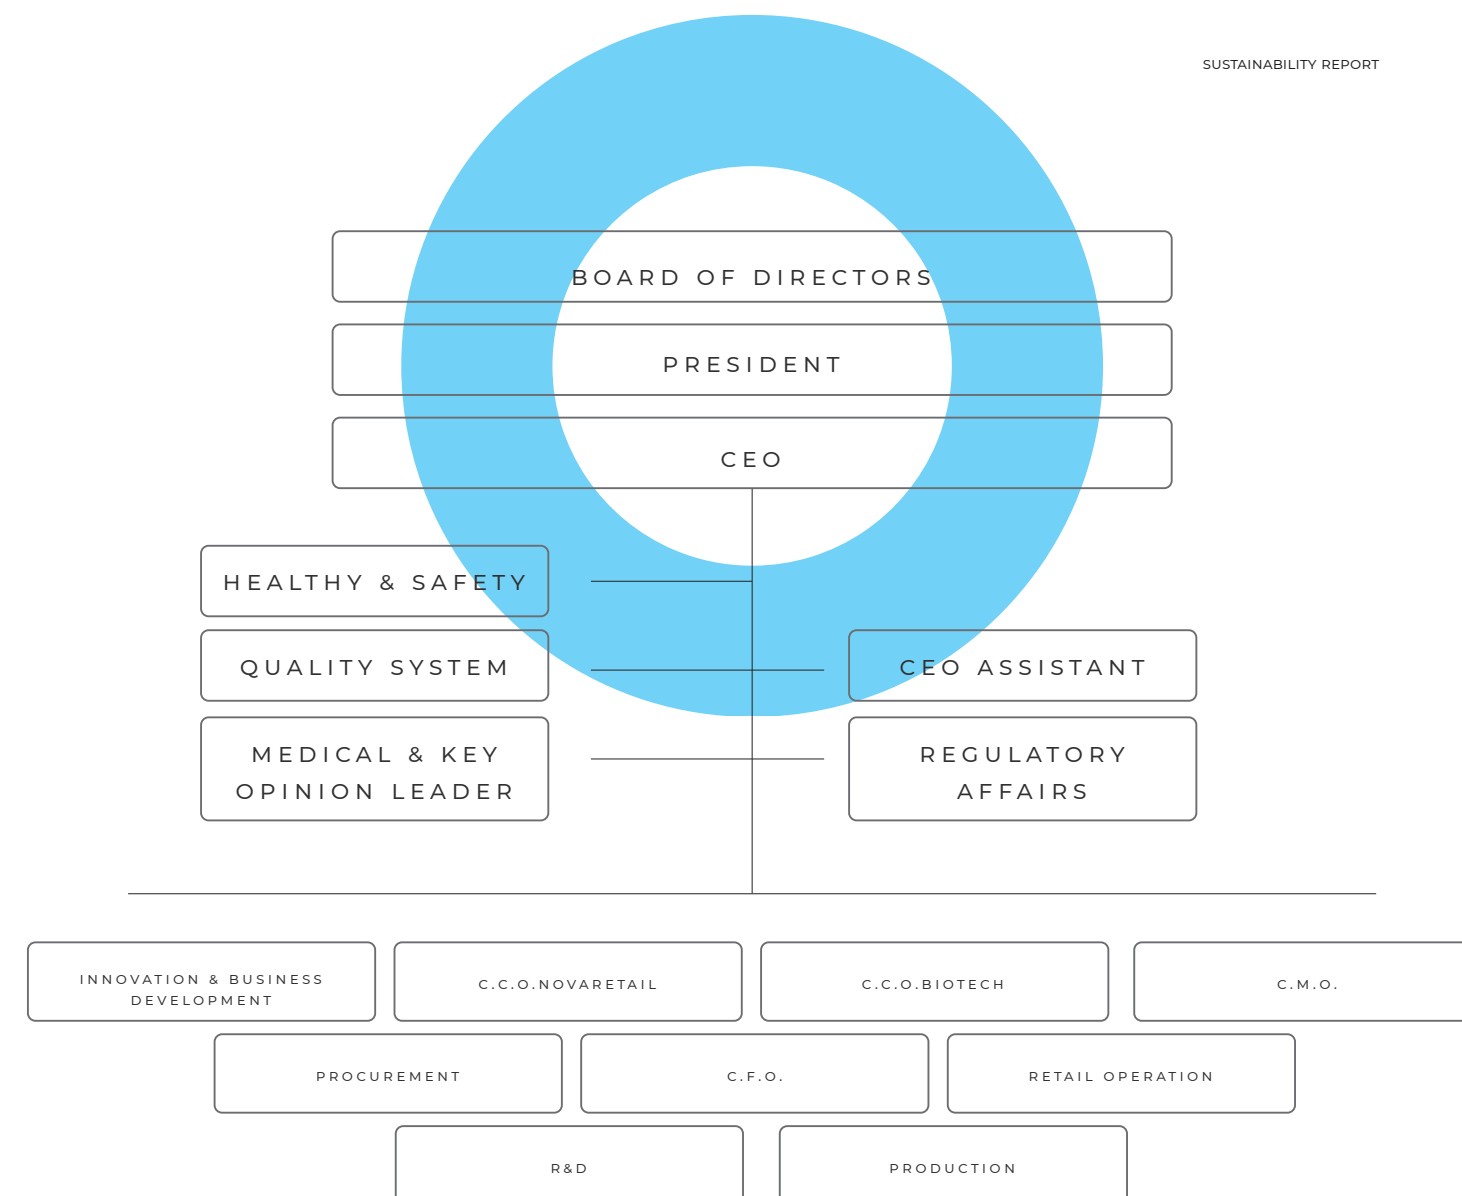 SUSTAINABILITY REPORT
BOARD OF DIRECTORS
PRESIDENT
CEO
HEALTHY & SAFETY
QUALITY SYSTEM
CEO ASSISTANT
MEDICAL & KEY
OPINION LEADER
REGULATORY
AFFAIRS
INNOVATION & BUSINESS
DEVELOPMENT
C.C.O.NOVARETAIL
C.C.O.BIOTECH
C.M.O.
PROCUREMENT
C.F.O.
RETAIL OPERATION
R&D
PRODUCTION